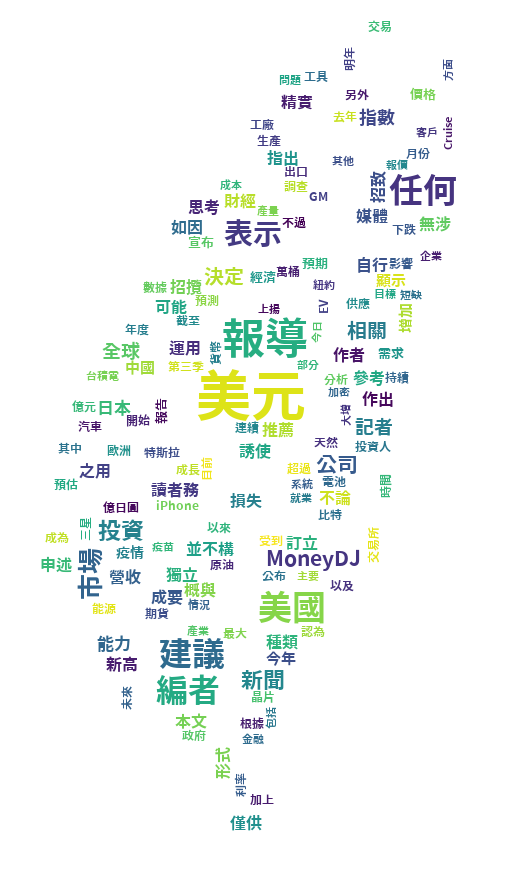 交易
明年
方面
問題
工具
精實
另外
價格
去年
指數
工廠
生產
客戶
Cruise
指出
出口
其他
月份
報價
成本
調查
GM
招致
任何
財經
思考
產量
媒體
無涉
如因
表示
不過
下跌
宣布
自行
影響
企業
決定
經濟
萬桶
預期
顯示
數據
招攬
紐約
目標
短缺
可能
預測
上揚
EV
供應
增加
截至
年度
報導
今日
相關
全球
運用
貨幣
作者
需求
中國
第三季
部分
台積電
分析
參考
持續
美元
加密
作出
億元
日本
報告
大增
汽車
開始
連續
推薦
記者
其中
歐洲
特斯拉
誘使
天然
投資人
之用
成長
目前
超過
公司
預估
讀者務
系統
電池
時間
iPhone
損失
就業
不論
億日圓
比特
三星
投資
以來
成為
疫情
疫苗
並不構
受到
訂立
交易所
申述
原油
MoneyDJ
市場
營收
獨立
公布
主要
以及
概與
能源
成要
情況
美國
期貨
產業
最大
認為
能力
建議
種類
新高
今年
未來
編者
新聞
晶片
本文
根據
包括
政府
金融
形式
利率
加上
僅供